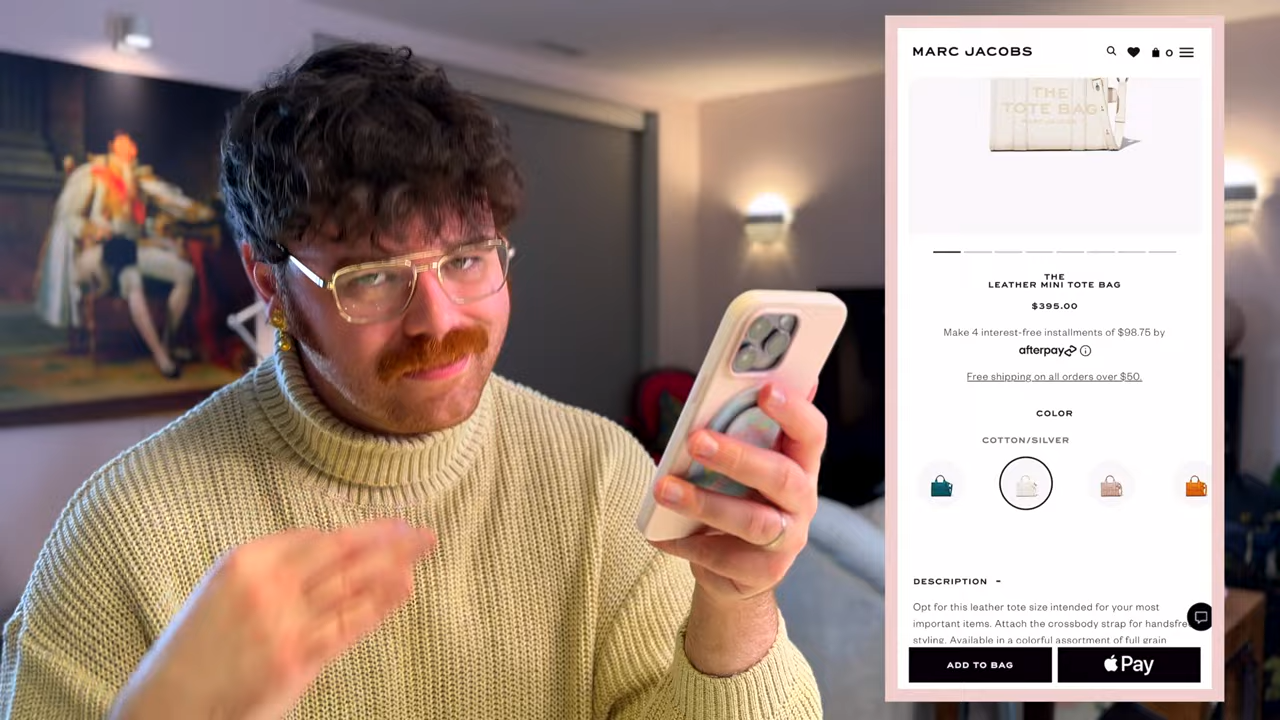 MARC JACOBS
0
THE
TOTE BAG
MARC JACOBS
THE
LEATHER MINI TOTE BAG
$395.00
Make 4 interest-free installments of $98.75 by
afterpay
Free shipping on all orders over $50.
COLOR
COTTON/SILVER
DESCRIPTION -
Opt for this leather tote size intended for your most
important items. Attach the crossbody strap for handsfre
styling. Available in a colorful assortment of full grain
ADD TO BAG
Pay